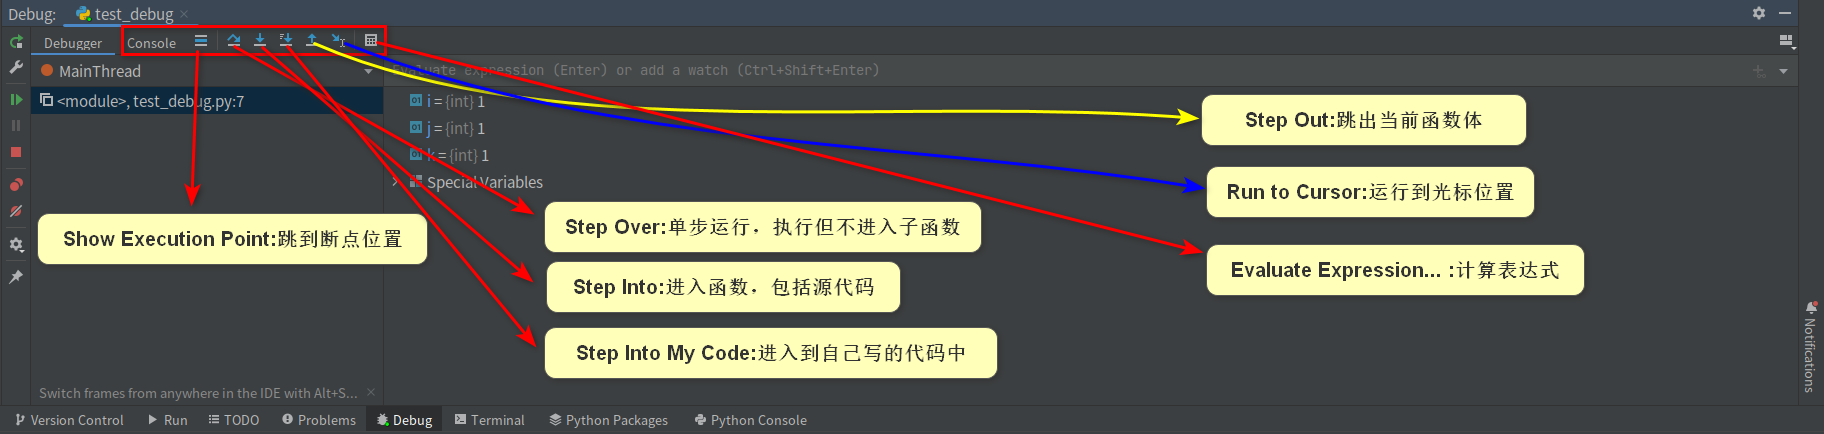 Debug: test_debug
Debugger Console
MainThread
Evaluate expression (Enter) or add a watch (Ctrl+Shift+Enter)
<module>, test_debug.py:7
i = {int} 1
j = {int} 1
k = {int} 1
Special Variables
Step Out:跳出当前函数体
Run to Cursor:运行到光标位置
Show Execution Point:跳到断点位置
Step Over:单步运行，执行但不进入子函数
Evaluate Expression... :计算表达式
Step Into:进入函数，包括源代码
Step Into My Code:进入到自己写的代码中
Notifications
Switch frames from anywhere in the IDE with Alt+S...
Version Control Run TODO Problems Debug Terminal Python Packages Python Console